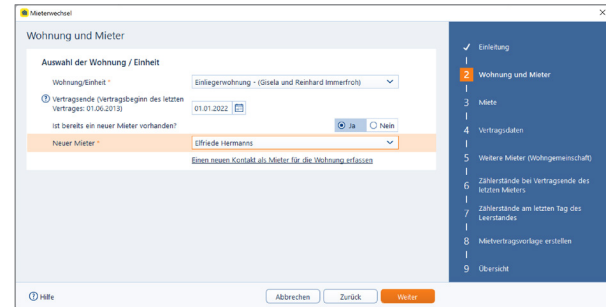 Mieterwechsel
Wohnung und Mieter
Auswahl der Wohnung / Einheit
Wohnung/Einheit *
Einliegerwohnung - (Gisela und Reinhard Immerfroh)
Vertragsende (Vertragsbeginn des letzten
Vertrages: 01.06.2013)
01.01.2022
Ist bereits ein neuer Mieter vorhanden?
Ja
Nein
Neuer Mieter *
Elfriede Hermanns
Einen neuen Kontakt als Mieter für die Wohnung erfassen
Hilfe
Abbrechen
Zurück
Weiter
Einleitung
2 Wohnung und Mieter
3 Miete
4 Vertragsdaten
5 Weitere Mieter (Wohngemeinschaft)
6 Zählerstände bei Vertragsende des
letzten Mieters
7 Zählerstände am letzten Tag des
Leerstandes
8 Mietvertragsvorlage erstellen
9 Übersicht